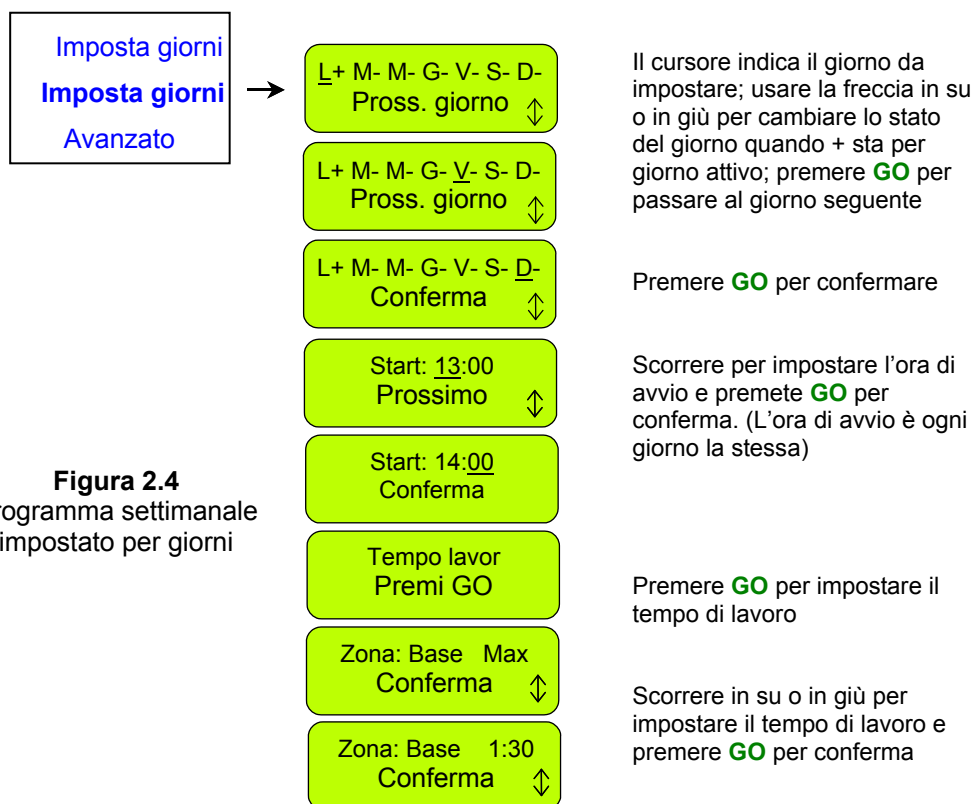 Imposta giorni
Imposta giorni
Avanzato
L+ M- M- G- V- S- D-
Pross. giorno
Il cursore indica il giorno da
impostare; usare la freccia in su
o in giù per cambiare lo stato
del giorno quando + sta per
giorno attivo; premere GO per
passare al giorno seguente
L+ M- M- G- V- S- D-
Pross. giorno
L+ M- M- G- V- S- D-
Conferma
Premere GO per confermare
Start: 13:00
Prossimo
Scorrere per impostare l’ora di
avvio e premete GO per
conferma. (L’ora di avvio è ogni
giorno la stessa)
Start: 14:00
Conferma
Figura 2.4
rogramma settimanale
impostato per giorni
Tempo lavor
Premi GO
Premere GO per impostare il
tempo di lavoro
Zona: Base Max
Conferma
Scorrere in su o in giù per
impostare il tempo di lavoro e
premere GO per conferma
Zona: Base 1:30
Conferma